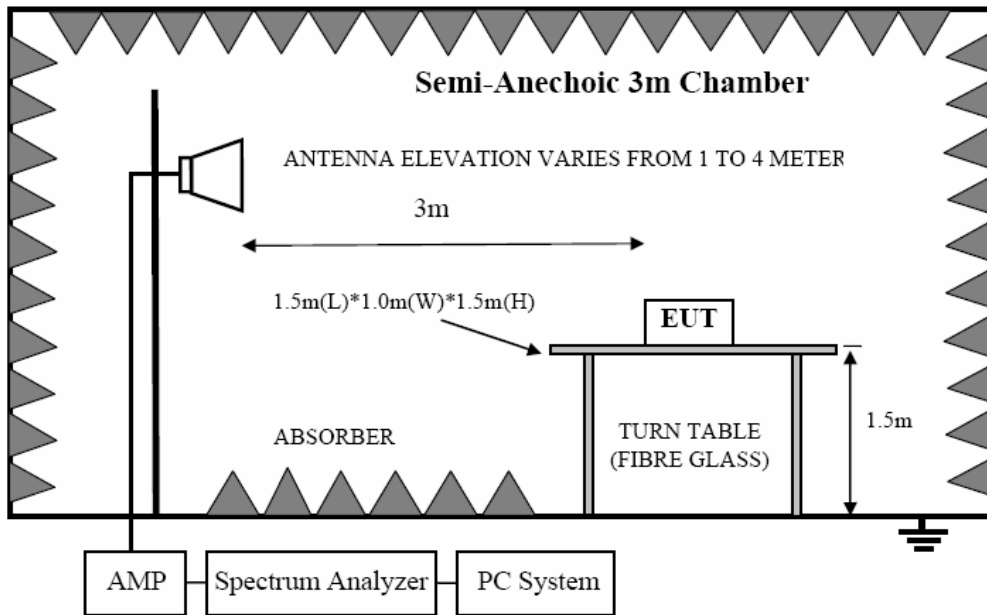 Semi-Anechoic 3m Chamber
ANTENNA ELEVATION VARIES FROM 1 TO 4 METER
3m
1.5m(L)*1.0m(W)*1.5m(H)
EUT
1.5m
ABSORBER
TURN TABLE
(FIBRE GLASS)
AMP
Spectrum Analyzer
PC System